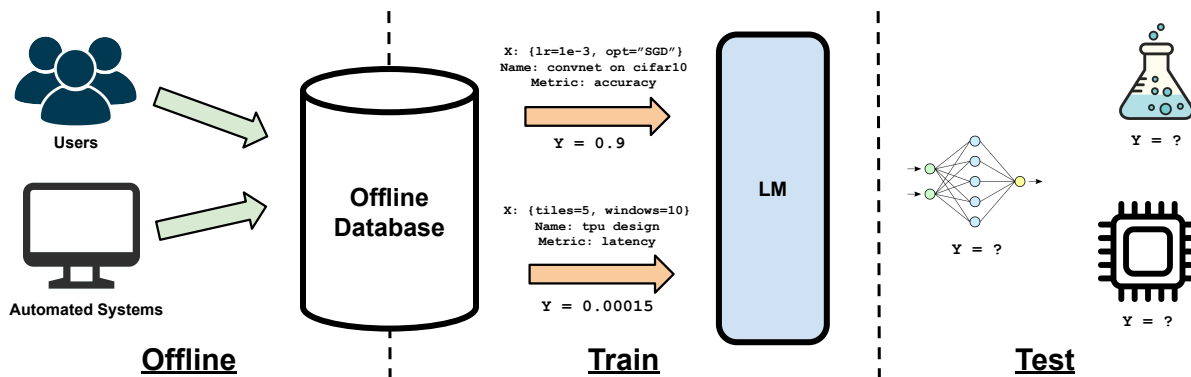 Users
Automated Systems
Offline
Database
Offline
X: {lr=1e-3, opt=”SGD”}
Name: convnet on cifar10
Metric: accuracy
Y = 0.9
X: {tiles=5, windows=10}
Name: tpu design
Metric: latency
Y = 0.00015
LM
Train
Y = ?
Y = ?
Y = ?
Test